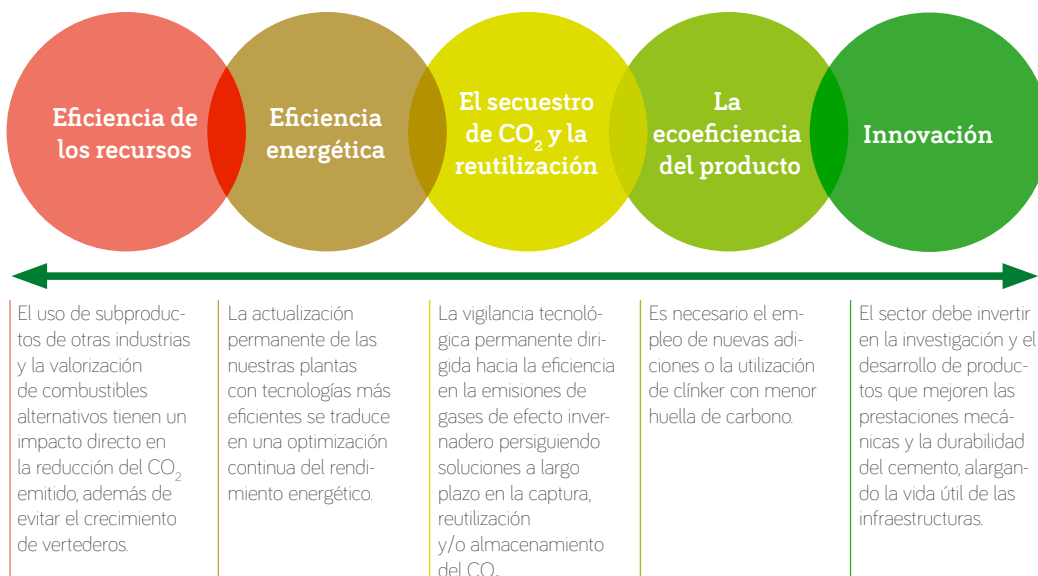 Eficiencia de
los recursos
Eficiencia
energética
El secuestro
de CO₂ y la
reutilización
La
ecoeficiencia
del producto
Innovación
El uso de subproduc-
tos de otras industrias
y la valorización
de combustibles
alternativos tienen un
impacto directo en
la reducción del CO₂
emitido, además de
evitar el crecimiento
de vertederos.
La actualización
permanente de las
nuestras plantas
con tecnologías más
eficientes se traduce
en una optimización
continua del rendi-
miento energético.
La vigilancia tecnoló-
gica permanente diri-
gida hacia la eficiencia
en la emisiones de
gases de efecto inver-
nadero persiguiendo
soluciones a largo
plazo en la captura,
reutilización
y/o almacenamiento
del CO₂
Es necesario el em-
pleo de nuevas adi-
ciones o la utilización
de clínker con menor
huella de carbono.
El sector debe invertir
en la investigación y el
desarrollo de produc-
tos que mejoren las
prestaciones mecá-
nicas y la durabilidad
del cemento, alargan-
do la vida útil de las
infraestructuras.